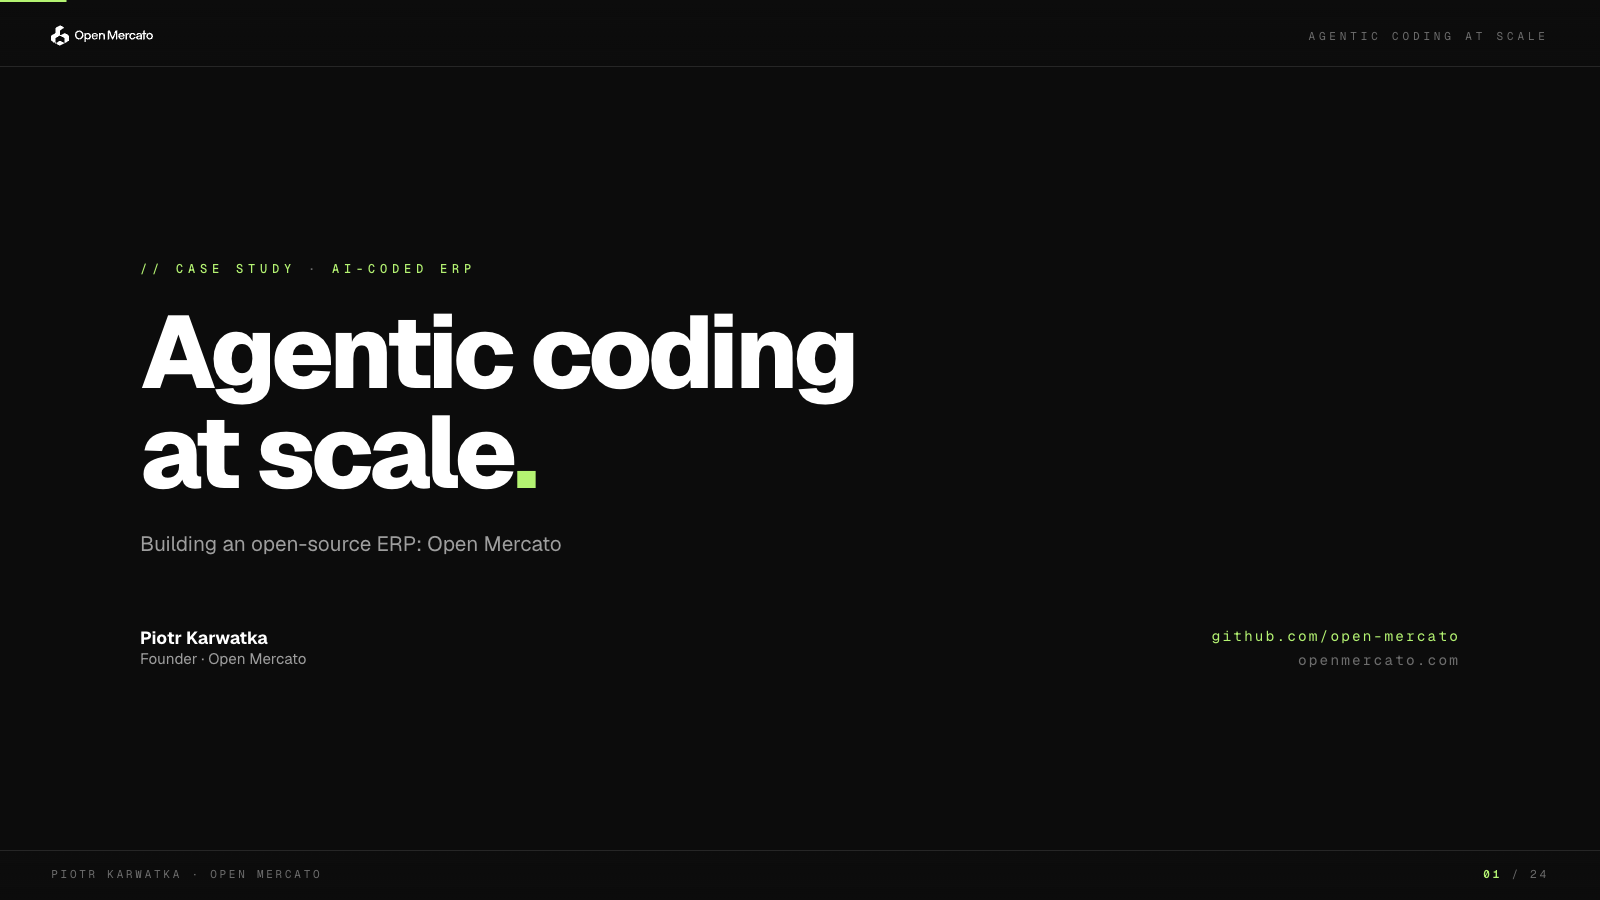 Open Mercato
AGENTIC CODING AT SCALE
// CASE STUDY · AI-CODED ERP
Agentic coding
at scale.
Building an open-source ERP: Open Mercato
Piotr Karwatka
Founder · Open Mercato
github.com/open-mercato
openmercato.com
PIOTR KARWATKA · OPEN MERCATO
01 / 24